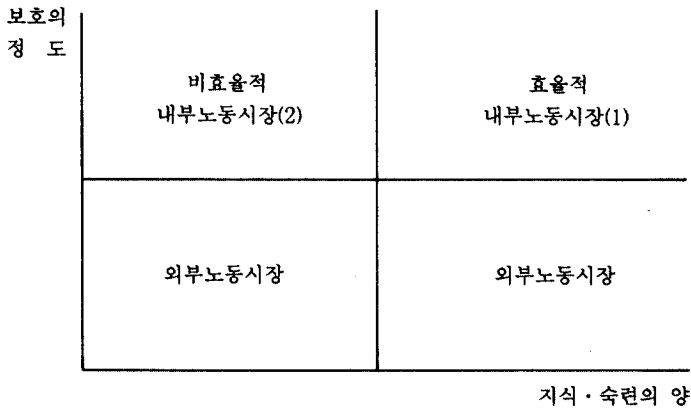 보호의
정 도
비효율적
내부노동시장(2)
효율적
내부노동시장(1)
외부노동시장
외부노동시장
지식·숙련의 양